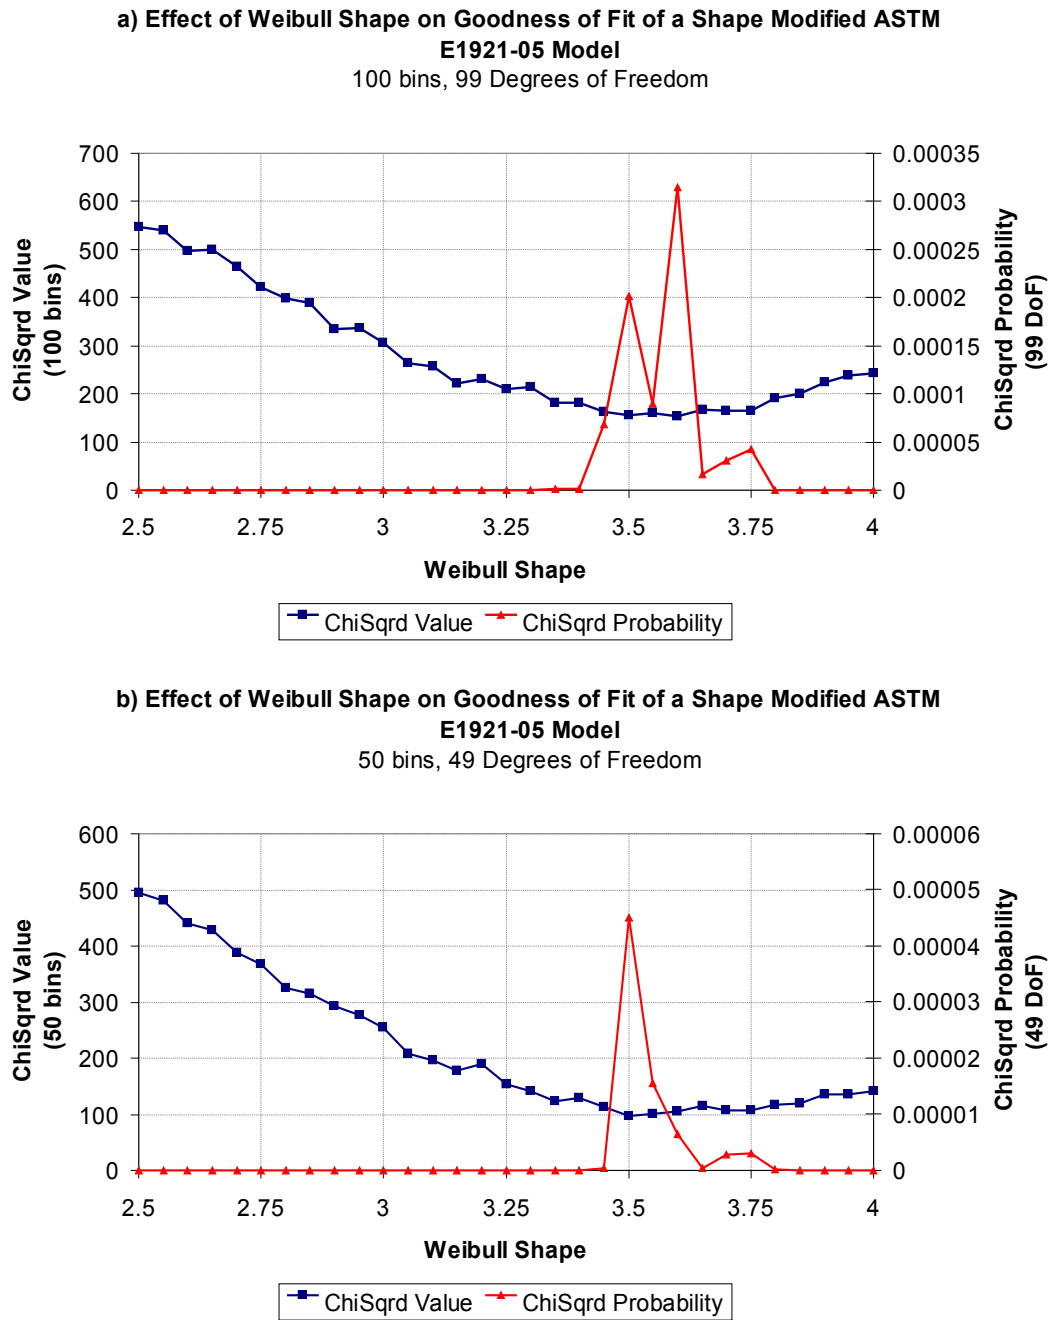 a) Effect of Weibull Shape on Goodness of Fit of a Shape Modified ASTM
E1921-05 Model
100 bins, 99 Degrees of Freedom
ChiSqrd Value
(100 bins)
700
600
500
400
300
200
100
0
0.00035
0.0003
0.00025
0.0002
0.00015
0.0001
0.00005
0
ChiSqrd Probability
(99 DoF)
2.5 2.75 3 3.25 3.5 3.75 4
Weibull Shape
ChiSqrd Value ChiSqrd Probability
b) Effect of Weibull Shape on Goodness of Fit of a Shape Modified ASTM
E1921-05 Model
50 bins, 49 Degrees of Freedom
ChiSqrd Value
(50 bins)
600
500
400
300
200
100
0
0.00006
0.00005
0.00004
0.00003
0.00002
0.00001
0
ChiSqrd Probability
(49 DoF)
2.5 2.75 3 3.25 3.5 3.75 4
Weibull Shape
ChiSqrd Value ChiSqrd Probability